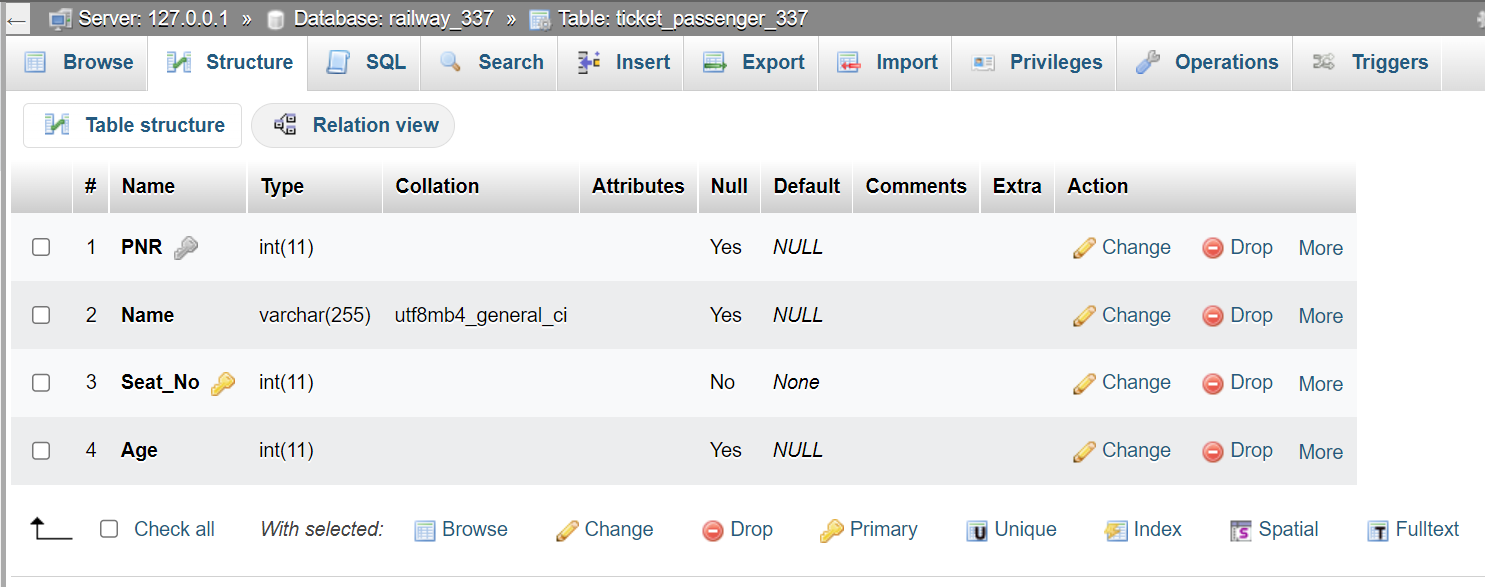 ← Server: 127.0.0.1 » Database: railway_337 » Table: ticket_passenger_337
Browse Structure SQL Search Insert Export Import Privileges Operations Triggers
Table structure Relation view
# Name Type Collation Attributes Null Default Comments Extra Action
1 PNR int(11) Yes NULL Change Drop More
2 Name varchar(255) utf8mb4_general_ci Yes NULL Change Drop More
3 Seat_No int(11) No None Change Drop More
4 Age int(11) Yes NULL Change Drop More
Check all With selected: Browse Change Drop Primary Unique Index Spatial Fulltext